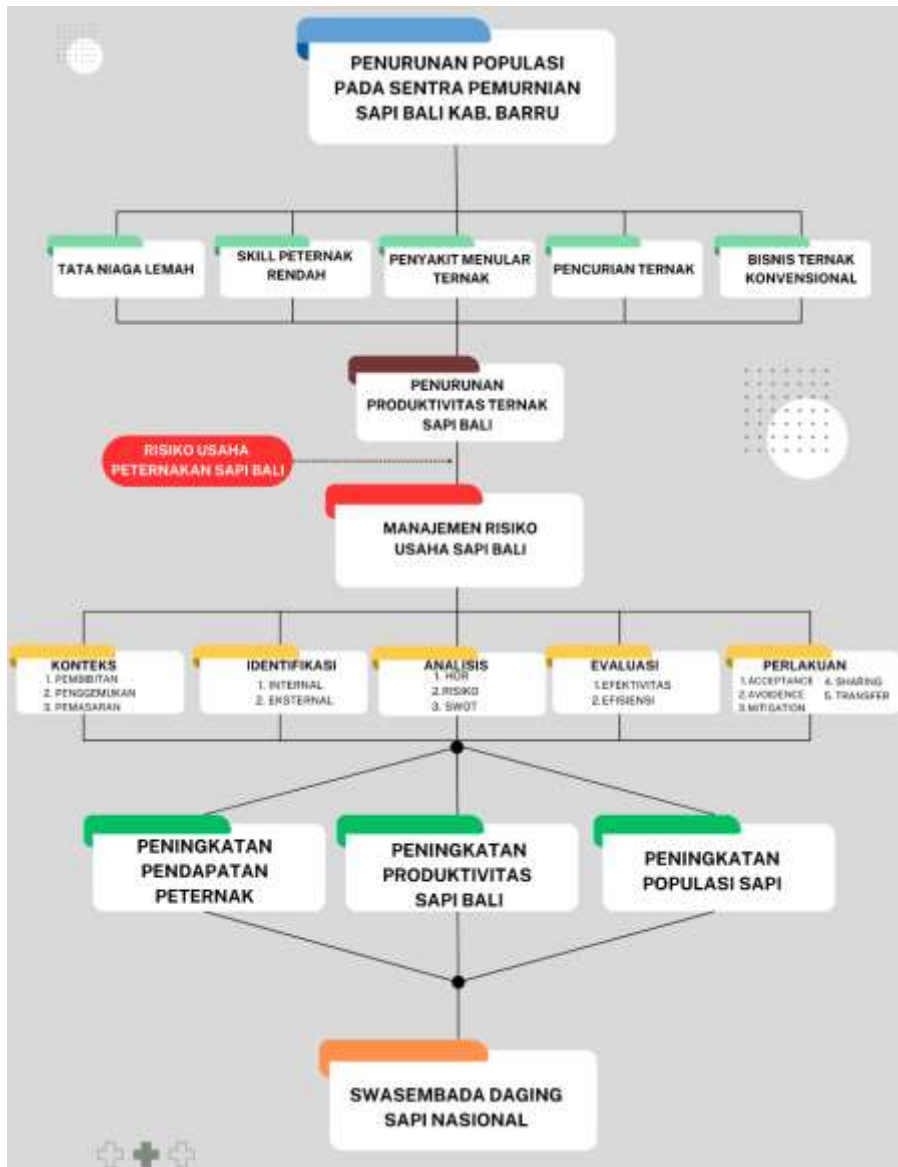 PENURUNAN POPULASI
PADA SENTRA PEMURNIAN
SAPI BALI KAB. BARRU
TATA NIAGA LEMAH
SKILL PETERNAK
RENDAH
PENYAKIT MENULAR
TERNAK
PENCURIAN TERNAK
BISNIS TERNAK
KONVENSIONAL
PENURUNAN
PRODUKTIVITAS TERNAK
SAPI BALI
RISIKO USAHA
PETERNAKAN SAPI BALI
MANAJEMEN RISIKO
USAHA SAPI BALI
KONTEKS
1. PEMBIBITAN
2. PENGGEMUKAN
3. PEMASARAN
IDENTIFIKASI
1. INTERNAL
2. EKSTERNAL
ANALISIS
1. HOR
2. RISIKO
3. SWOT
EVALUASI
1.EFEKTIVITAS
2.EFISIENSI
PERLAKUAN
1.ACCEPTANCE
2.AVOIDENCE
3.MITIGATION
4. SHARING
5. TRANSFER
PENINGKATAN
PENDAPATAN
PETERNAK
PENINGKATAN
PRODUKTIVITAS
SAPI BALI
PENINGKATAN
POPULASI SAPI
SWASEMBADA DAGING
SAPI NASIONAL